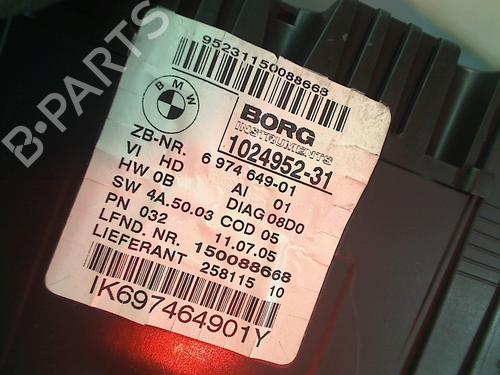 95231150088668
BMW
BORG
INSTRUMENTS
1024952-31
ZB-NR. 6 974 649-01
VI HD AI 01
HW 0B DIAG 08D0
SW 4A.50.03 COD 05
PN 032 11.07.05
LFND. NR. 150088668
LIEFERANT 258115 10
IK697464901Y
B-PARTS